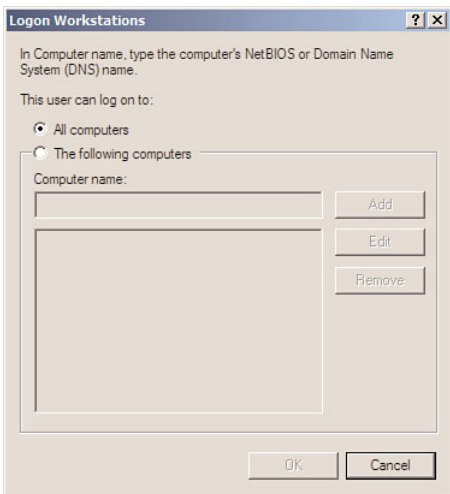 Logon Workstations
In Computer name, type the computer's NetBIOS or Domain Name
System (DNS) name.
This user can log on to:
All computers
The following computers
Computer name:
Add
Edit
Remove
OK
Cancel